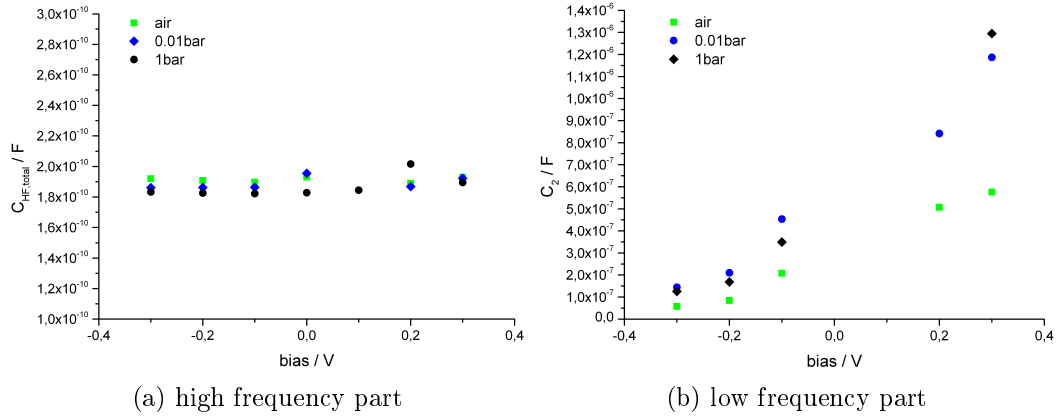 3,0x10⁻¹⁰
2,8x10⁻¹⁰
2,6x10⁻¹⁰
2,4x10⁻¹⁰
2,2x10⁻¹⁰
2,0x10⁻¹⁰
1,8x10⁻¹⁰
1,6x10⁻¹⁰
1,4x10⁻¹⁰
1,2x10⁻¹⁰
1,0x10⁻¹⁰
C_HF,total / F
air
0.01bar
1bar
-0,4
-0,2
0,0
0,2
0,4
bias / V
(a) high frequency part
1,4x10⁻⁶
1,3x10⁻⁶
1,2x10⁻⁶
1,1x10⁻⁶
1,0x10⁻⁶
9,0x10⁻⁷
8,0x10⁻⁷
7,0x10⁻⁷
6,0x10⁻⁷
5,0x10⁻⁷
4,0x10⁻⁷
3,0x10⁻⁷
2,0x10⁻⁷
1,0x10⁻⁷
0,0
C₂ / F
air
0.01bar
1bar
-0,4
-0,2
0,0
0,2
0,4
bias / V
(b) low frequency part